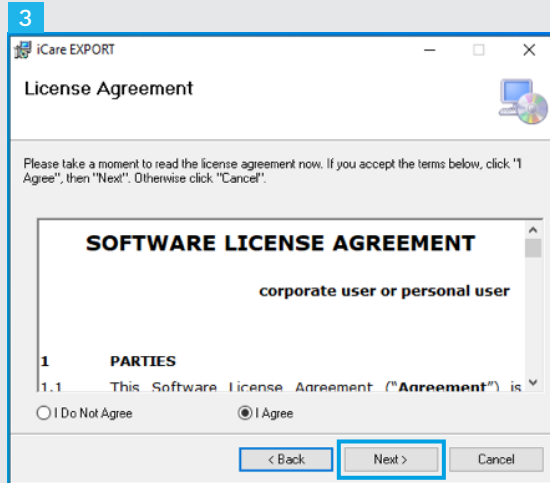 3
iCare EXPORT
License Agreement
Please take a moment to read the license agreement now. If you accept the terms below, click "I
Agree", then "Next". Otherwise click "Cancel".
SOFTWARE LICENSE AGREEMENT
corporate user or personal user
1 PARTIES
1.1 This Software License Agreement ("Agreement") is
I Do Not Agree I Agree
< Back Next > Cancel